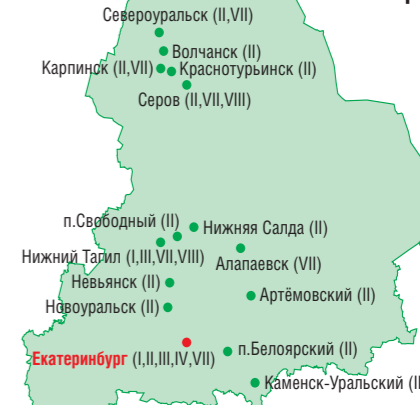 Североуральск (II,VII)
Волчанск (II)
Карпинск (II,VII)
Краснотурьинск (II)
Серов (II,VII,VIII)
п.Свободный (II)
Нижняя Салда (II)
Нижний Тагил (I,III,VII,VIII)
Алапаевск (VII)
Невьянск (II)
Артёмовский (II)
Новоуральск (II)
п.Белоярский (II)
Екатеринбург (I,II,III,IV,VII)
Каменск-Уральский